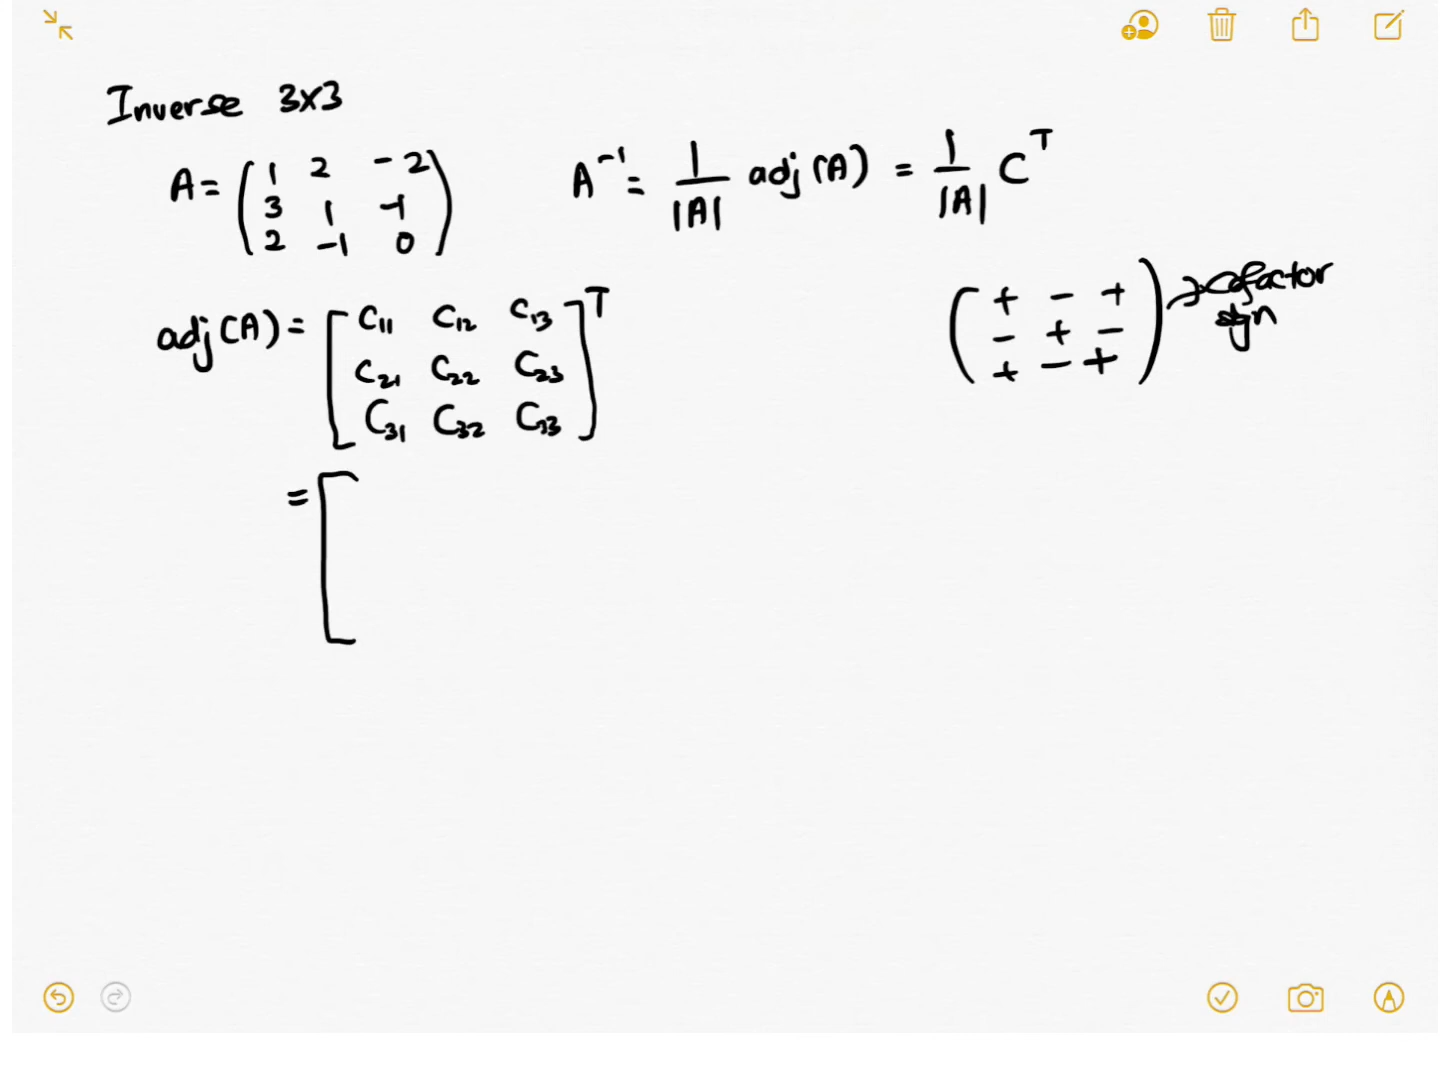 Inverse 3x3
A = ( 1 2 -2
3 1 -1
2 -1 0 )
A⁻¹ = 1/|A| adj(A) = 1/|A| Cᵀ
adj(A) = [ C₁₁ C₁₂ C₁₃
C₂₁ C₂₂ C₂₃
C₃₁ C₃₂ C₃₃ ]ᵀ
( + - +
- + -
+ - + ) → cofactor
sign
= [